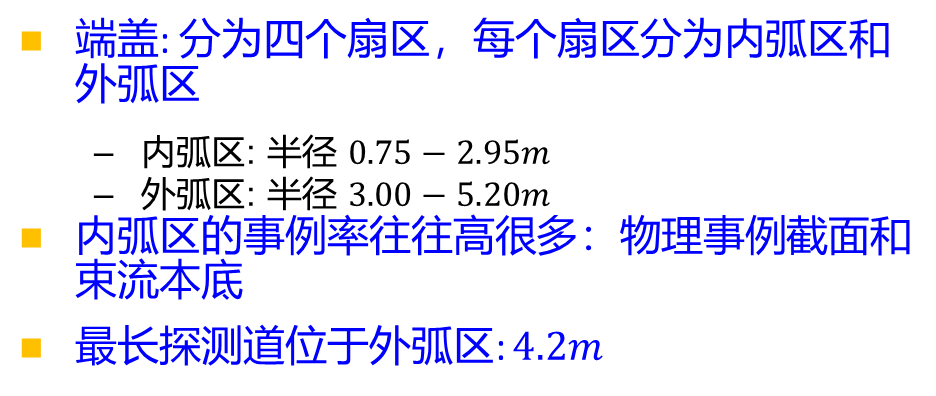 端盖: 分为四个扇区，每个扇区分为内弧区和
外弧区
– 内弧区: 半径 0.75 − 2.95m
– 外弧区: 半径 3.00 − 5.20m
内弧区的事例率往往高很多：物理事例截面和
束流本底
最长探测道位于外弧区: 4.2m